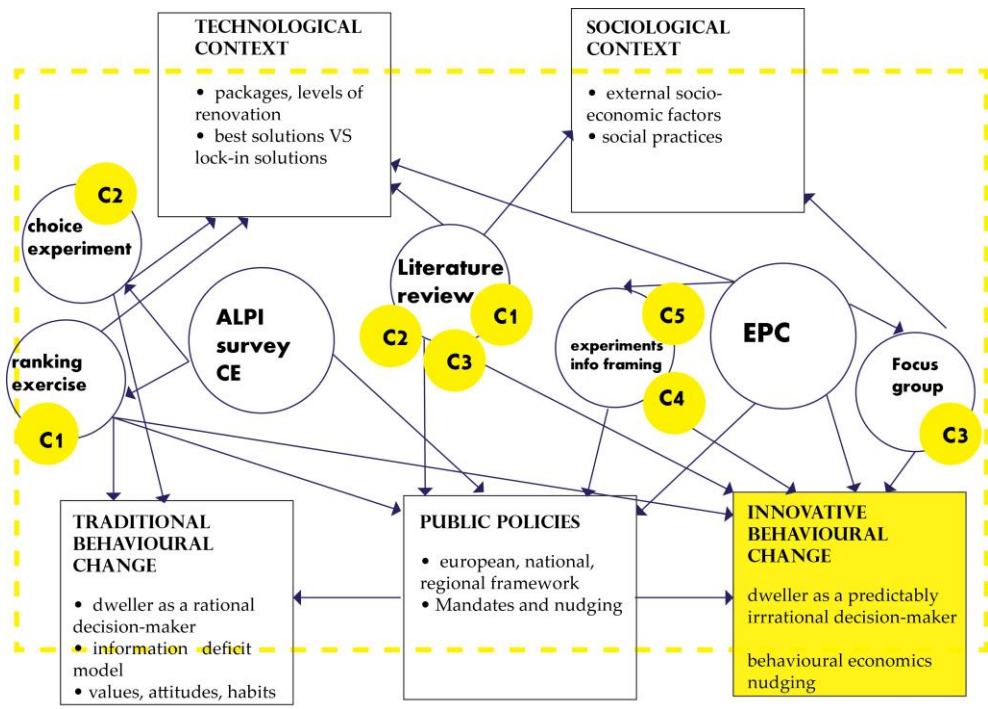 TECHNOLOGICAL
CONTEXT
• packages, levels of
renovation
• best solutions VS
lock-in solutions
SOCIOLOGICAL
CONTEXT
• external socio-
economic factors
• social practices
C2
choice
experiment
ranking
exercise
C1
ALPI
survey
CE
Literature
review
C2
C3
C1
C5
experiments
info framing
C4
EPC
Focus
group
C3
TRADITIONAL
BEHAVIOURAL
CHANGE
• dweller as a rational
decision-maker
• information deficit
model
• values, attitudes, habits
PUBLIC POLICIES
• european, national,
regional framework
• Mandates and nudging
INNOVATIVE
BEHAVIOURAL
CHANGE
dweller as a predictably
irrrational decision-maker
behavioural economics
nudging